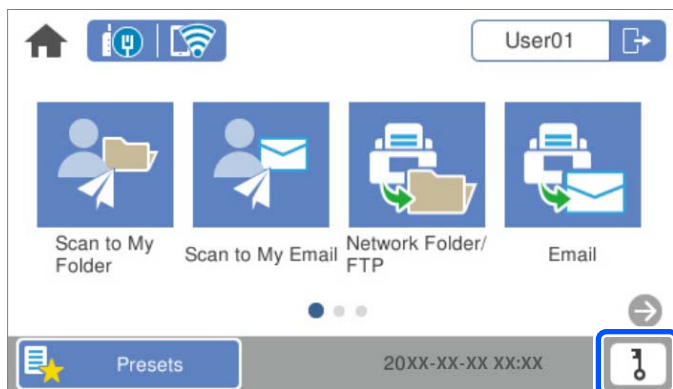 User01
Scan to My
Folder
Scan to My Email
Network Folder/
FTP
Email
Presets
20XX-XX-XX XX:XX